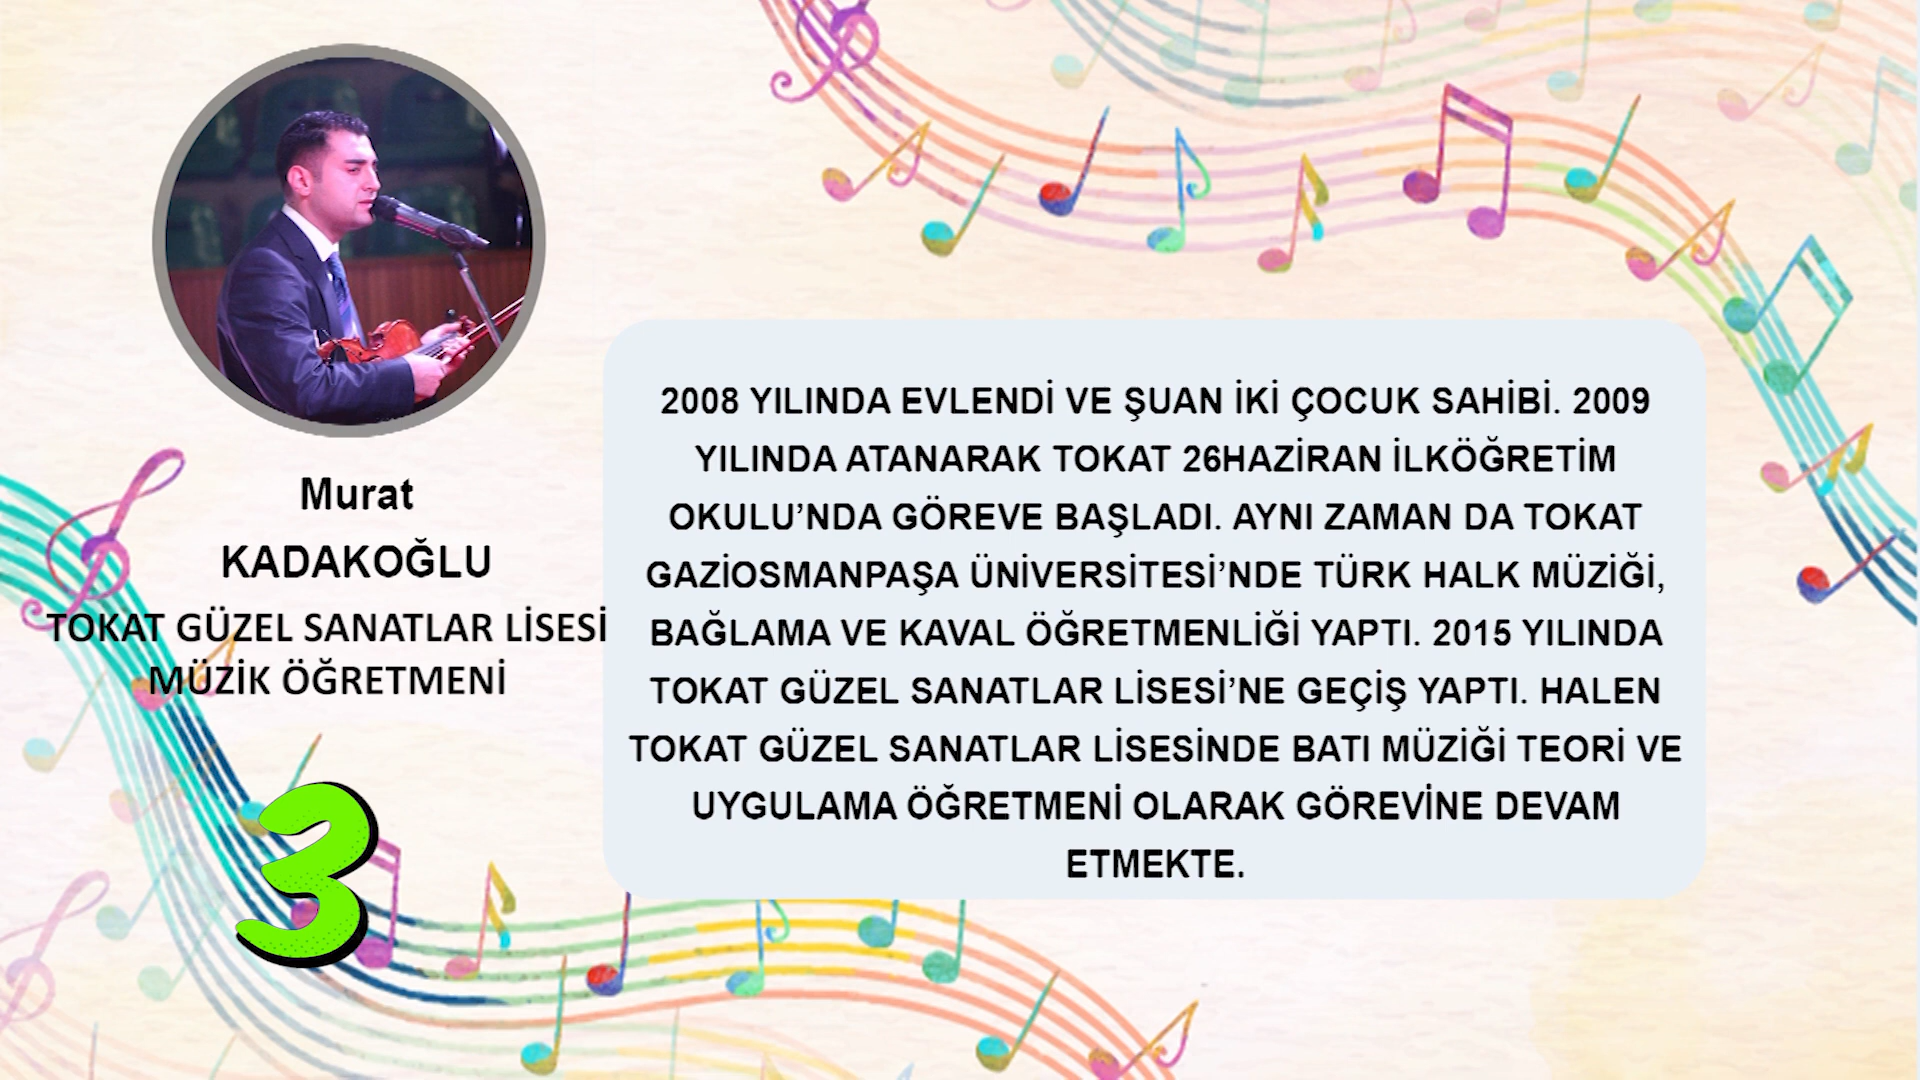 Murat
KADAKOĞLU
TOKAT GÜZEL SANATLAR LİSESİ
MÜZİK ÖĞRETMENİ
3
2008 YILINDA EVLENDİ VE ŞUAN İKİ ÇOCUK SAHİBİ. 2009
YILINDA ATANARAK TOKAT 26HAZİRAN İLKÖĞRETİM
OKULU’NDA GÖREVE BAŞLADI. AYNI ZAMAN DA TOKAT
GAZİOSMANPAŞA ÜNİVERSİTESİ’NDE TÜRK HALK MÜZİĞİ,
BAĞLAMA VE KAVAL ÖĞRETMENLİĞİ YAPTI. 2015 YILINDA
TOKAT GÜZEL SANATLAR LİSESİ’NE GEÇİŞ YAPTI. HALEN
TOKAT GÜZEL SANATLAR LİSESİNDE BATI MÜZİĞİ TEORİ VE
UYGULAMA ÖĞRETMENİ OLARAK GÖREVİNE DEVAM
ETMEKTE.